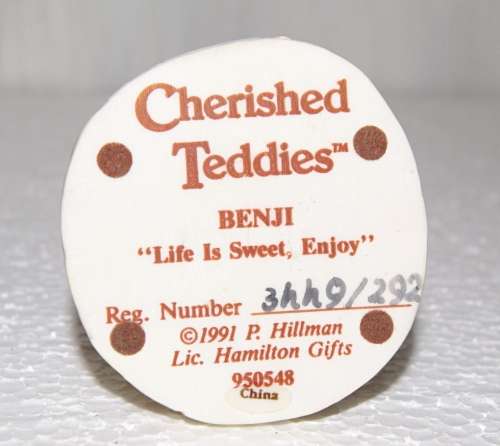 Cherished
Teddies™
BENJI
"Life Is Sweet, Enjoy"
Reg. Number 3hh9/292
©1991 P. Hillman
Lic. Hamilton Gifts
950548
China